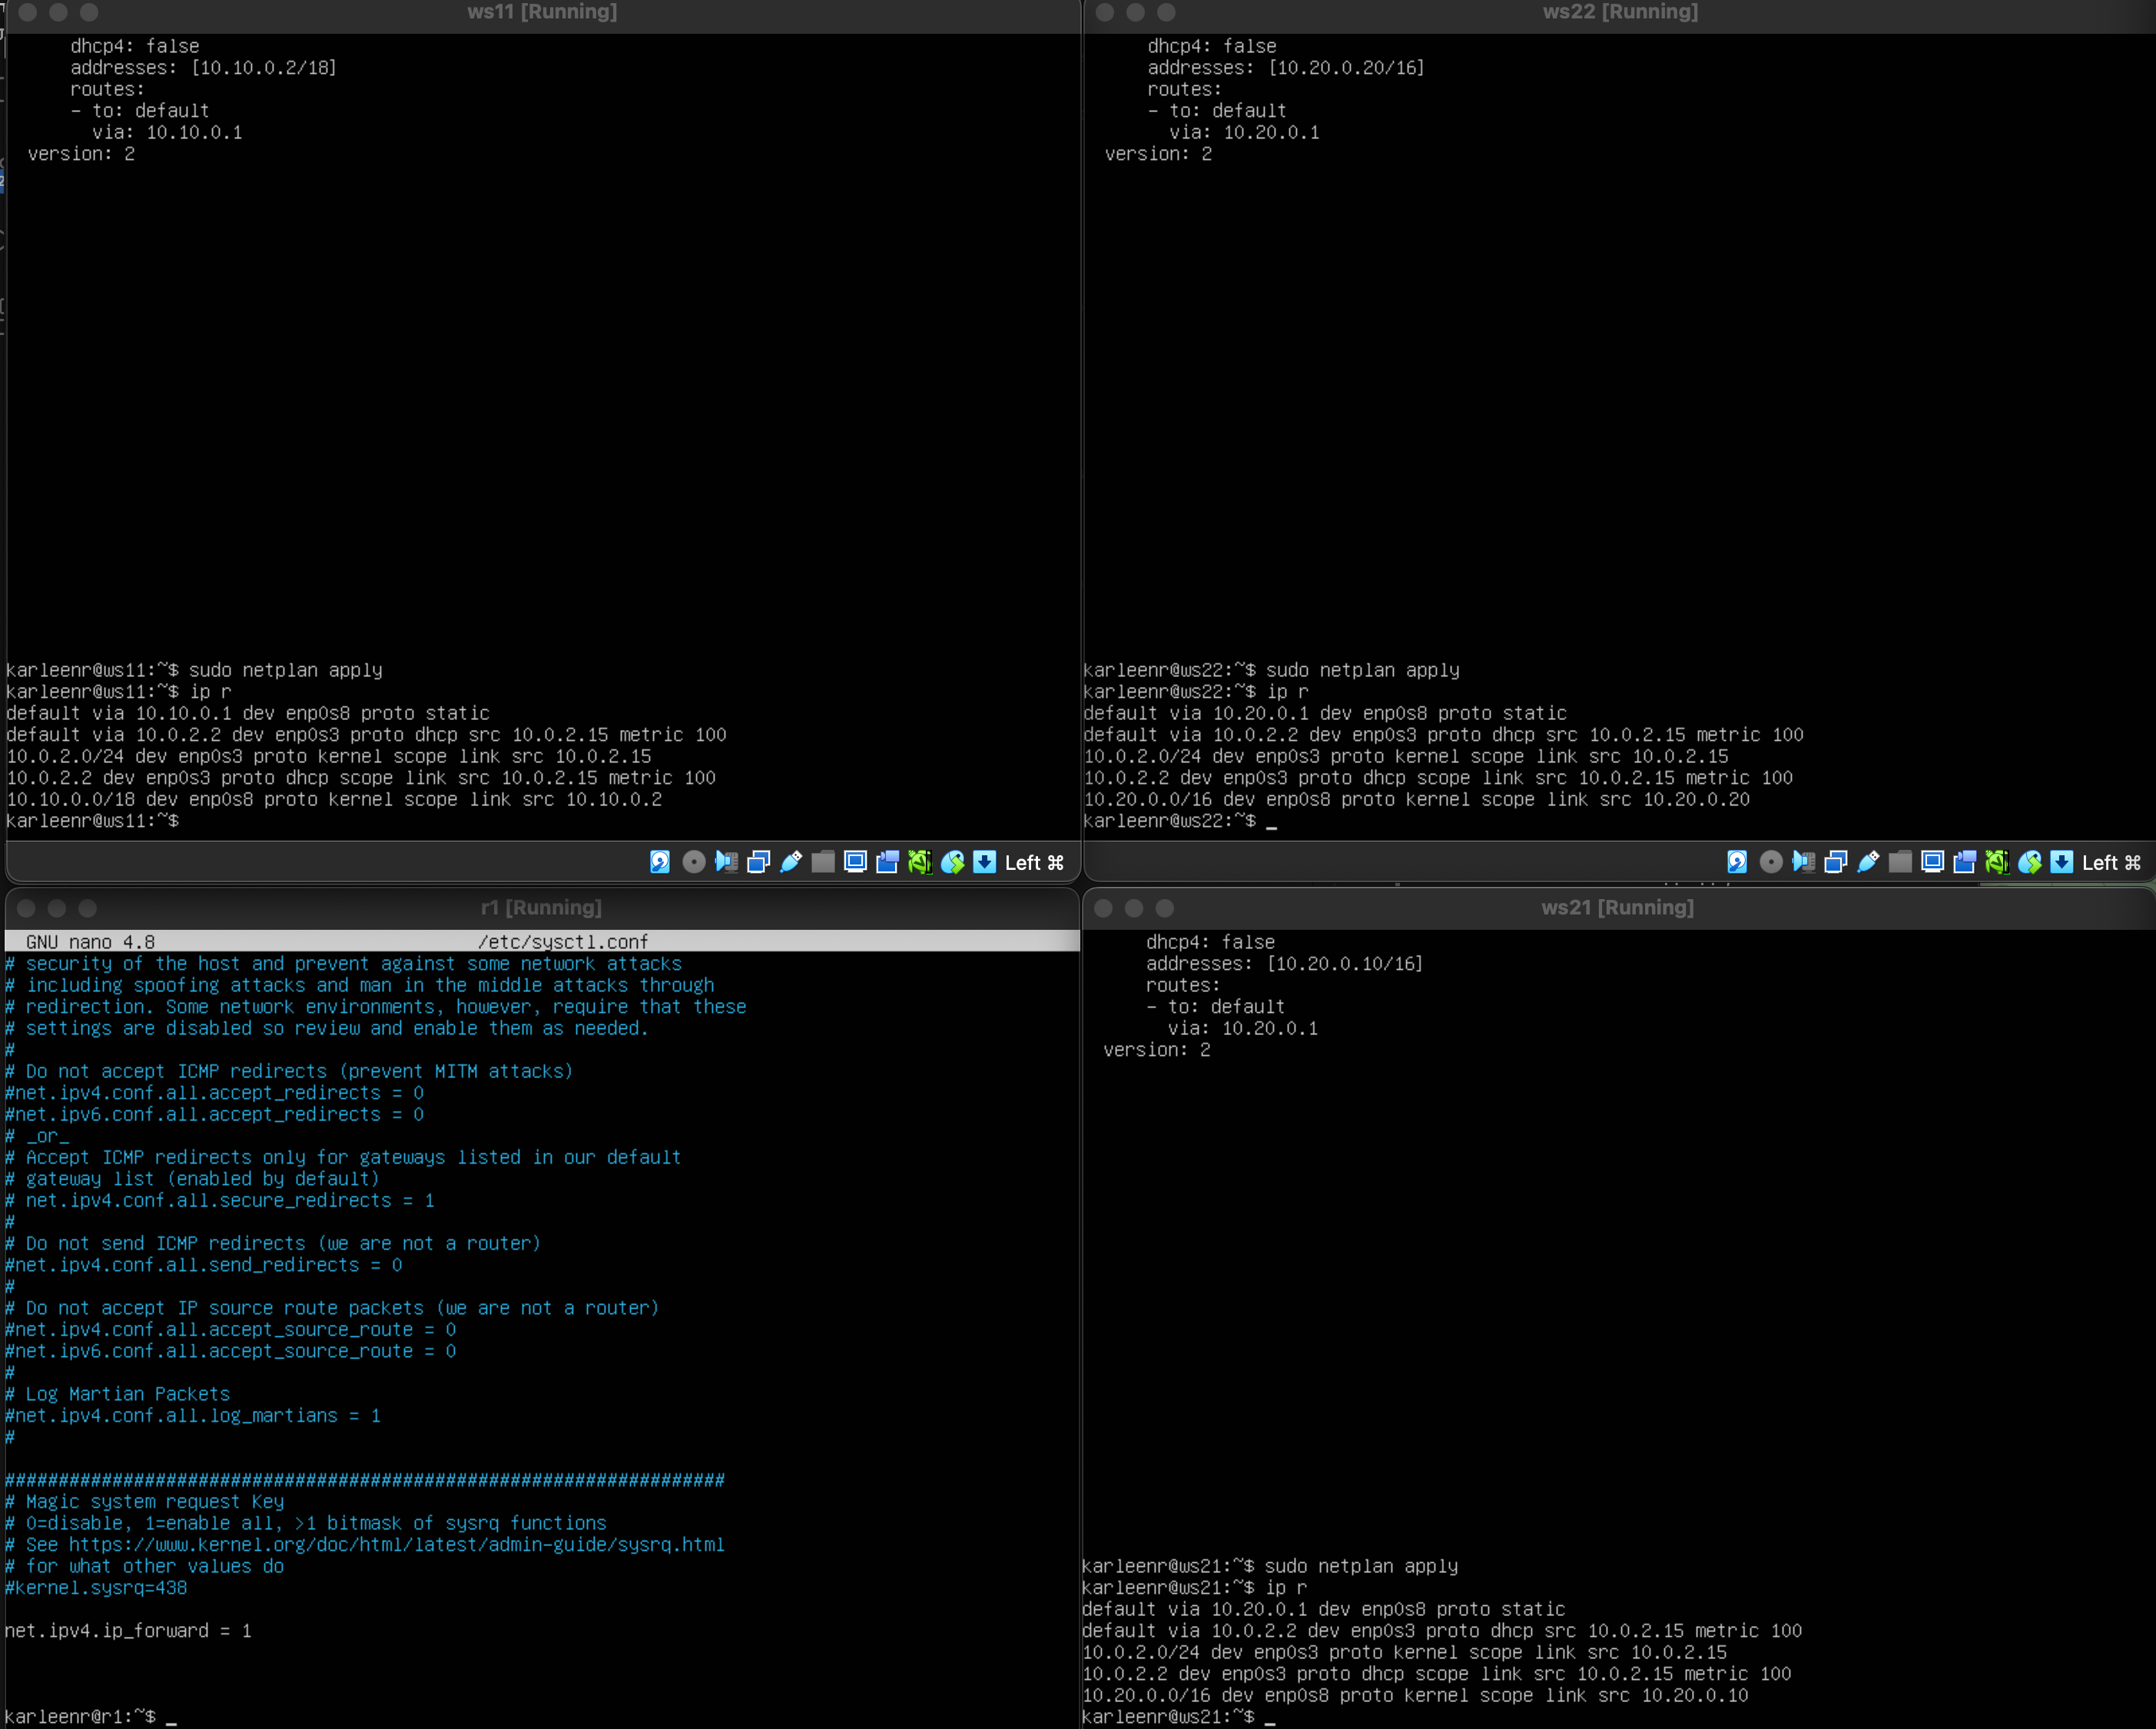 ws11 [Running]
dhcp4: false
addresses: [10.10.0.2/18]
routes:
- to: default
via: 10.10.0.1
version: 2
karleenr@ws11:~$ sudo netplan apply
karleenr@ws11:~$ ip r
default via 10.10.0.1 dev enp0s8 proto static
default via 10.0.2.2 dev enp0s3 proto dhcp src 10.0.2.15 metric 100
10.0.2.0/24 dev enp0s3 proto kernel scope link src 10.0.2.15
10.0.2.2 dev enp0s3 proto dhcp scope link src 10.0.2.15 metric 100
10.10.0.0/18 dev enp0s8 proto kernel scope link src 10.10.0.2
karleenr@ws11:~$
Left ⌘
ws22 [Running]
dhcp4: false
addresses: [10.20.0.20/16]
routes:
- to: default
via: 10.20.0.1
version: 2
karleenr@ws22:~$ sudo netplan apply
karleenr@ws22:~$ ip r
default via 10.20.0.1 dev enp0s8 proto static
default via 10.0.2.2 dev enp0s3 proto dhcp src 10.0.2.15 metric 100
10.0.2.0/24 dev enp0s3 proto kernel scope link src 10.0.2.15
10.0.2.2 dev enp0s3 proto dhcp scope link src 10.0.2.15 metric 100
10.20.0.0/16 dev enp0s8 proto kernel scope link src 10.20.0.20
karleenr@ws22:~$ _
Left ⌘
r1 [Running]
GNU nano 4.8 /etc/sysctl.conf
# security of the host and prevent against some network attacks
# including spoofing attacks and man in the middle attacks through
# redirection. Some network environments, however, require that these
# settings are disabled so review and enable them as needed.
#
# Do not accept ICMP redirects (prevent MITM attacks)
#net.ipv4.conf.all.accept_redirects = 0
#net.ipv6.conf.all.accept_redirects = 0
# _or_
# Accept ICMP redirects only for gateways listed in our default
# gateway list (enabled by default)
# net.ipv4.conf.all.secure_redirects = 1
#
# Do not send ICMP redirects (we are not a router)
#net.ipv4.conf.all.send_redirects = 0
#
# Do not accept IP source route packets (we are not a router)
#net.ipv4.conf.all.accept_source_route = 0
#net.ipv6.conf.all.accept_source_route = 0
#
# Log Martian Packets
#net.ipv4.conf.all.log_martians = 1
#
###################################################################
# Magic system request Key
# 0=disable, 1=enable all, >1 bitmask of sysrq functions
# See https://www.kernel.org/doc/html/latest/admin-guide/sysrq.html
# for what other values do
#kernel.sysrq=438
net.ipv4.ip_forward = 1
karleenr@r1:~$ _
ws21 [Running]
dhcp4: false
addresses: [10.20.0.10/16]
routes:
- to: default
via: 10.20.0.1
version: 2
karleenr@ws21:~$ sudo netplan apply
karleenr@ws21:~$ ip r
default via 10.20.0.1 dev enp0s8 proto static
default via 10.0.2.2 dev enp0s3 proto dhcp src 10.0.2.15 metric 100
10.0.2.0/24 dev enp0s3 proto kernel scope link src 10.0.2.15
10.0.2.2 dev enp0s3 proto dhcp scope link src 10.0.2.15 metric 100
10.20.0.0/16 dev enp0s8 proto kernel scope link src 10.20.0.10
karleenr@ws21:~$ _